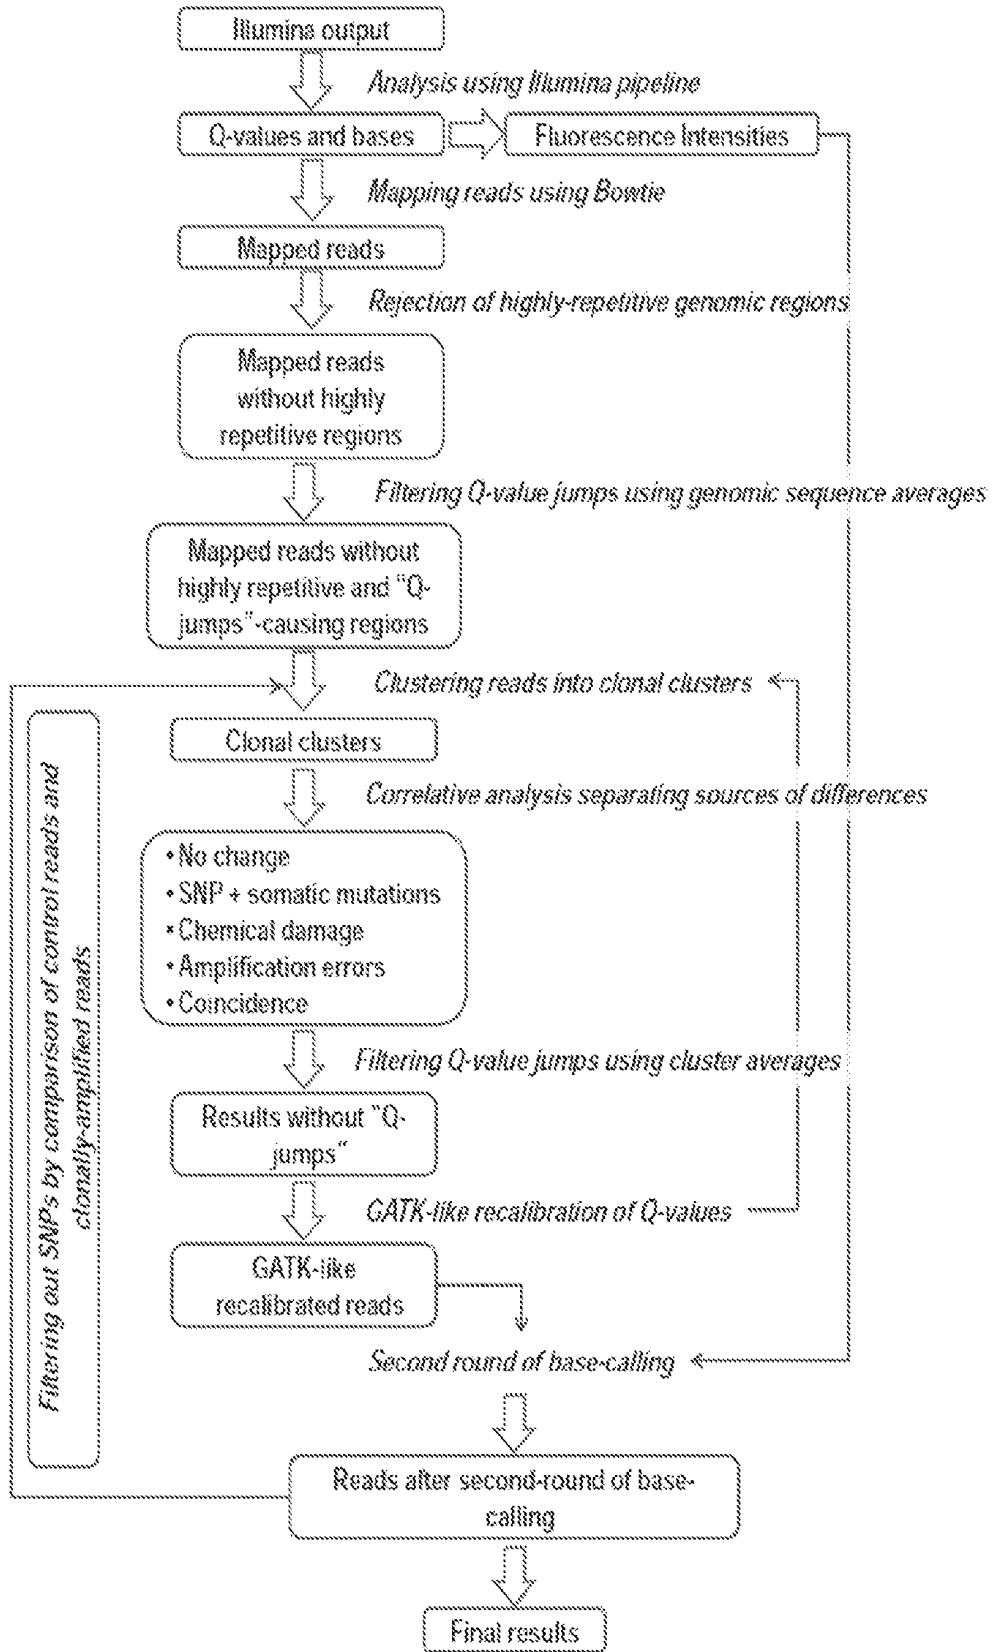 Illumina output
Analysis using Illumina pipeline
Q-values and bases
Fluorescence Intensities
Mapping reads using Bowtie
Mapped reads
Rejection of highly-repetitive genomic regions
Mapped reads
without highly
repetitive regions
Filtering Q-value jumps using genomic sequence averages
Mapped reads without
highly repetitive and "Q-
jumps"-causing regions
Clustering reads into clonal clusters
Clonal clusters
Correlative analysis separating sources of differences
• No change
• SNP + somatic mutations
• Chemical damage
• Amplification errors
• Coincidence
Filtering Q-value jumps using cluster averages
Results without "Q-
jumps"
GATK-like recalibration of Q-values
GATK-like
recalibrated reads
Second round of base-calling
Filtering out SNPs by comparison of control reads and
clonally-amplified reads
Reads after second-round of base-
calling
Final results